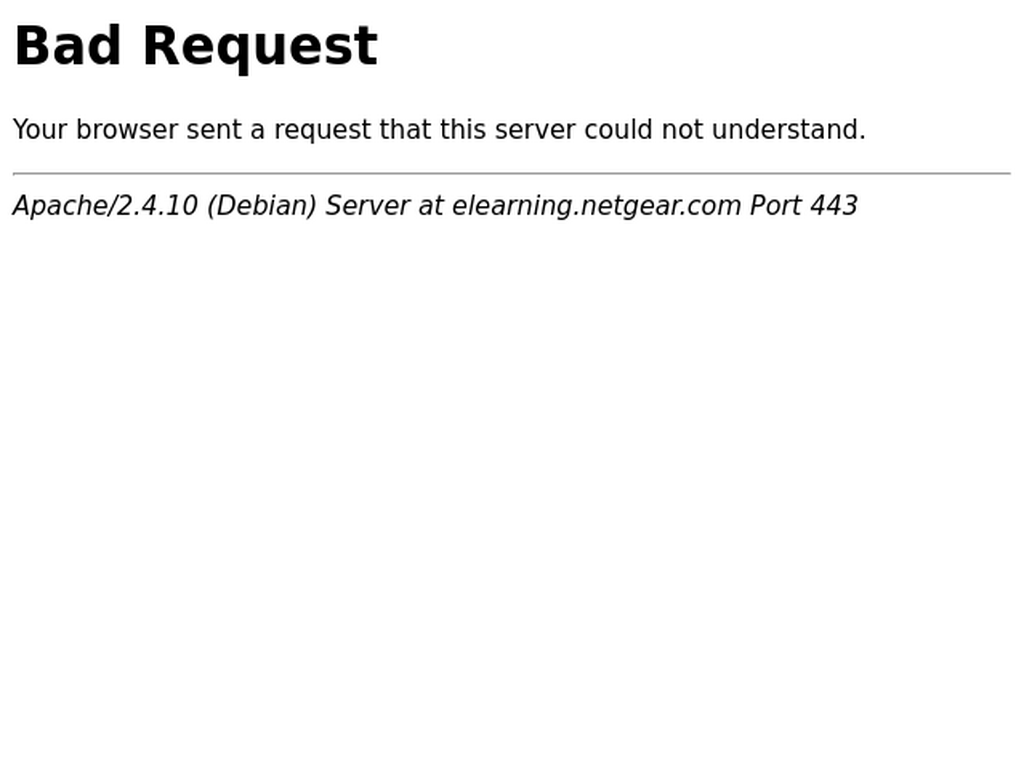 Bad Request
Your browser sent a request that this server could not understand.
Apache/2.4.10 (Debian) Server at elearning.netgear.com Port 443